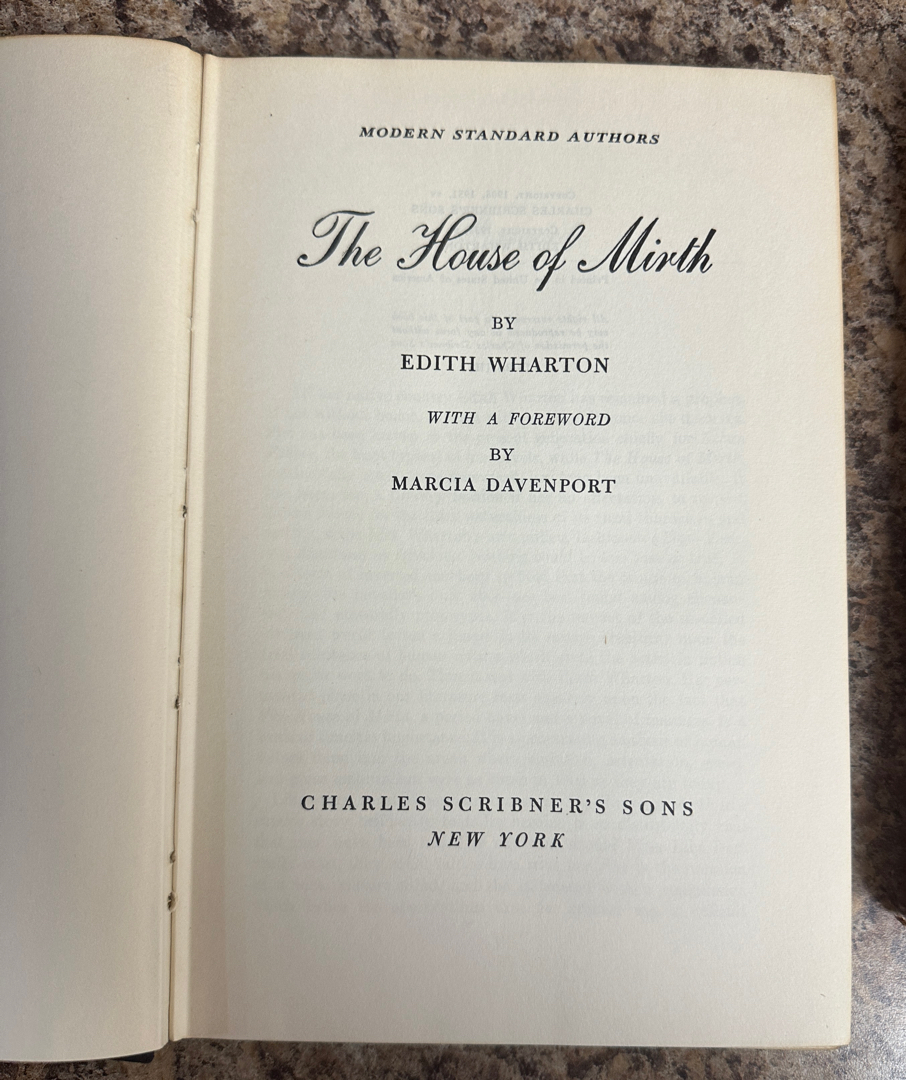 MODERN STANDARD AUTHORS
The House of Mirth
BY
EDITH WHARTON
WITH A FOREWORD
BY
MARCIA DAVENPORT
CHARLES SCRIBNER'S SONS
NEW YORK